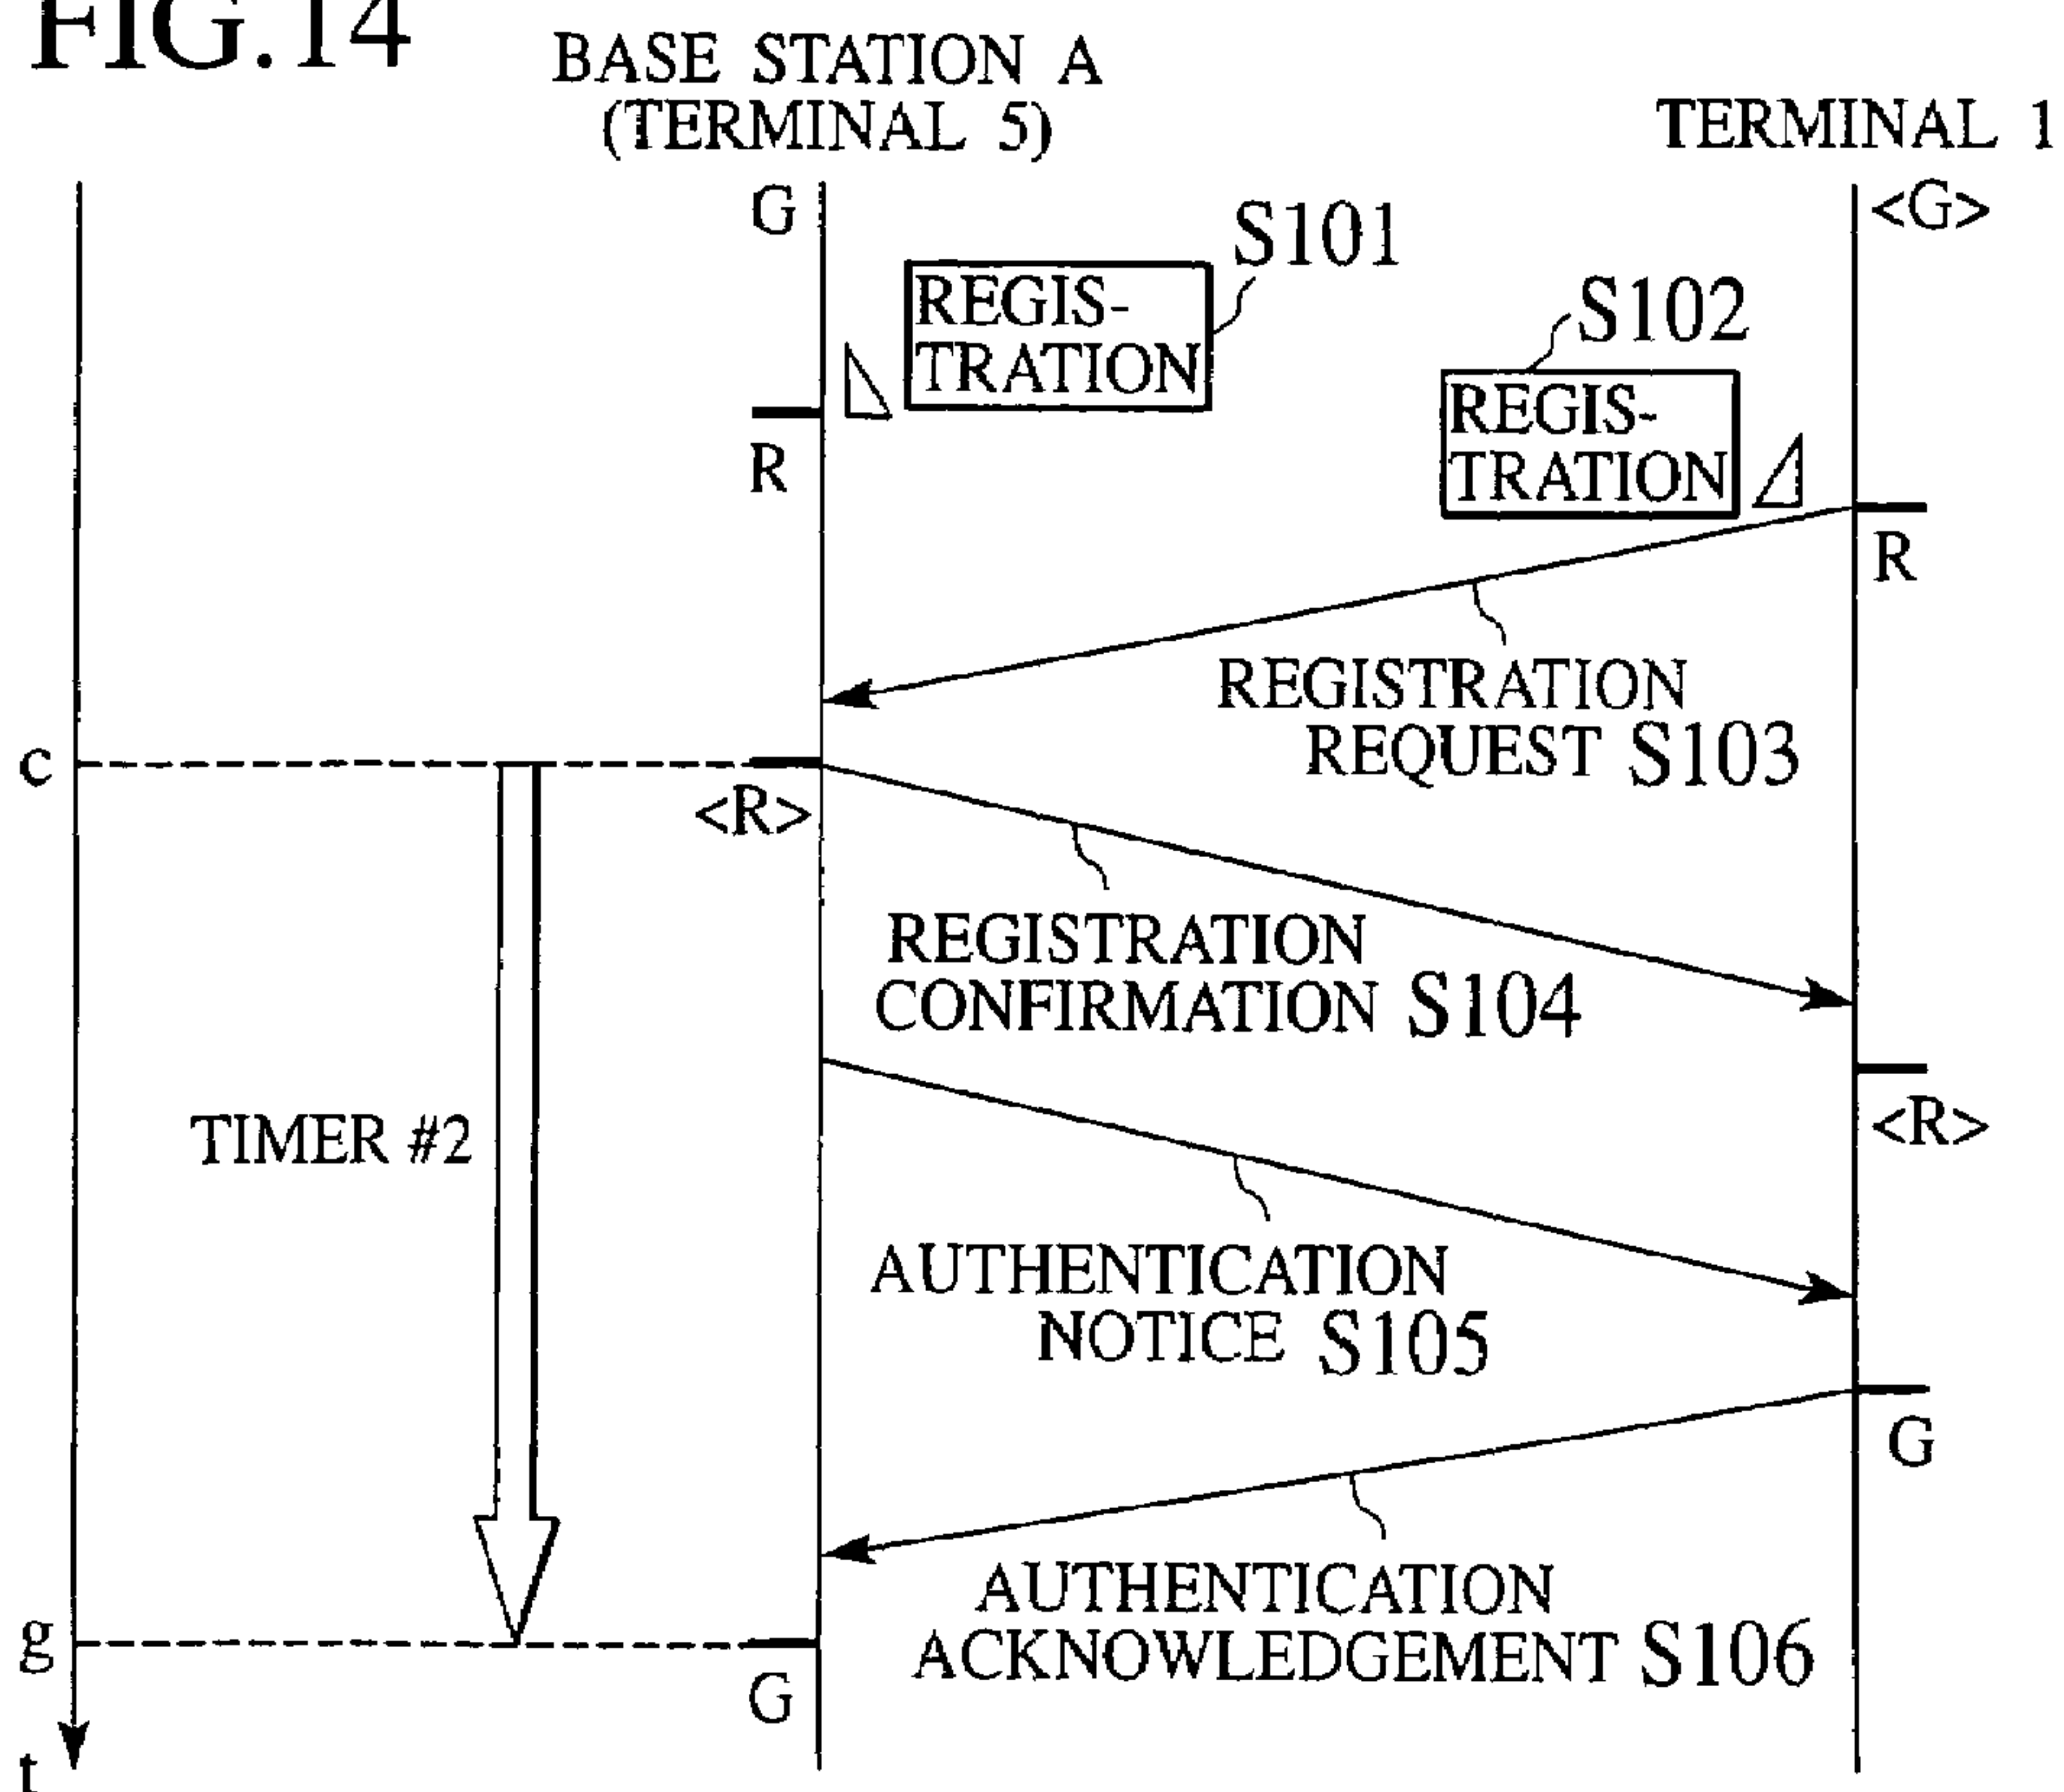 FIG.14
BASE STATION A
(TERMINAL 5)
TERMINAL 1
G
<G>
S101
REGIS-
TRATION
S102
REGIS-
TRATION
R
R
REGISTRATION
REQUEST S103
c
<R>
REGISTRATION
CONFIRMATION S104
TIMER #2
<R>
AUTHENTICATION
NOTICE S105
G
AUTHENTICATION
ACKNOWLEDGEMENT S106
g
G
t